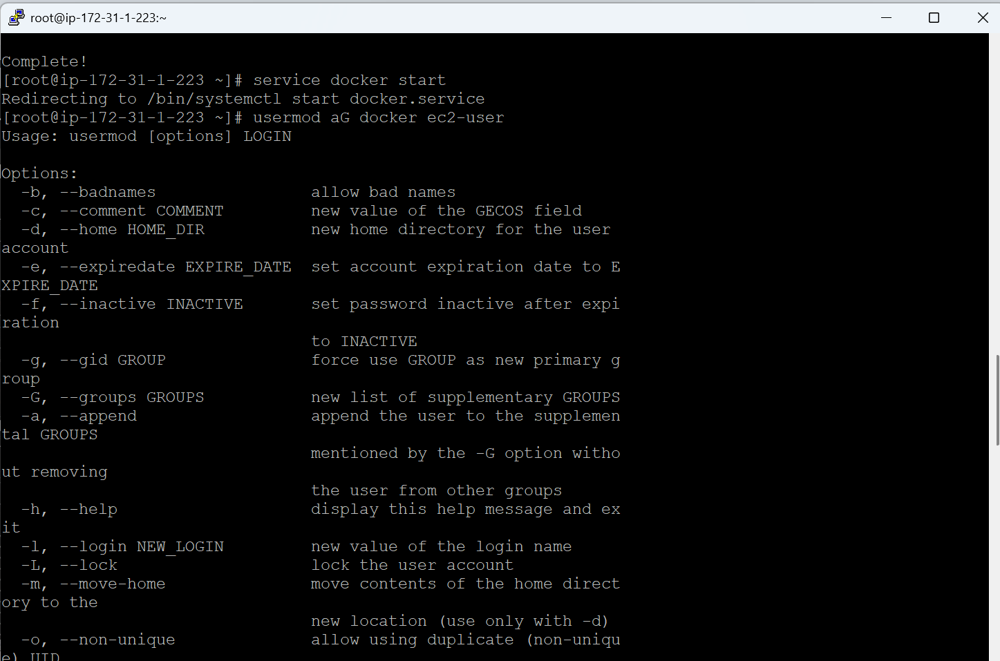 root@ip-172-31-1-223:~
Complete!
[root@ip-172-31-1-223 ~]# service docker start
Redirecting to /bin/systemctl start docker.service
[root@ip-172-31-1-223 ~]# usermod aG docker ec2-user
Usage: usermod [options] LOGIN
Options:
-b, --badnames allow bad names
-c, --comment COMMENT new value of the GECOS field
-d, --home HOME_DIR new home directory for the user
account
-e, --expiredate EXPIRE_DATE set account expiration date to E
XPIRE_DATE
-f, --inactive INACTIVE set password inactive after expi
ration
to INACTIVE
-g, --gid GROUP force use GROUP as new primary g
roup
-G, --groups GROUPS new list of supplementary GROUPS
-a, --append append the user to the supplemen
tal GROUPS
mentioned by the -G option witho
ut removing
the user from other groups
-h, --help display this help message and ex
it
-l, --login NEW_LOGIN new value of the login name
-L, --lock lock the user account
-m, --move-home move contents of the home direct
ory to the
new location (use only with -d)
-o, --non-unique allow using duplicate (non-uniqu
e) UID